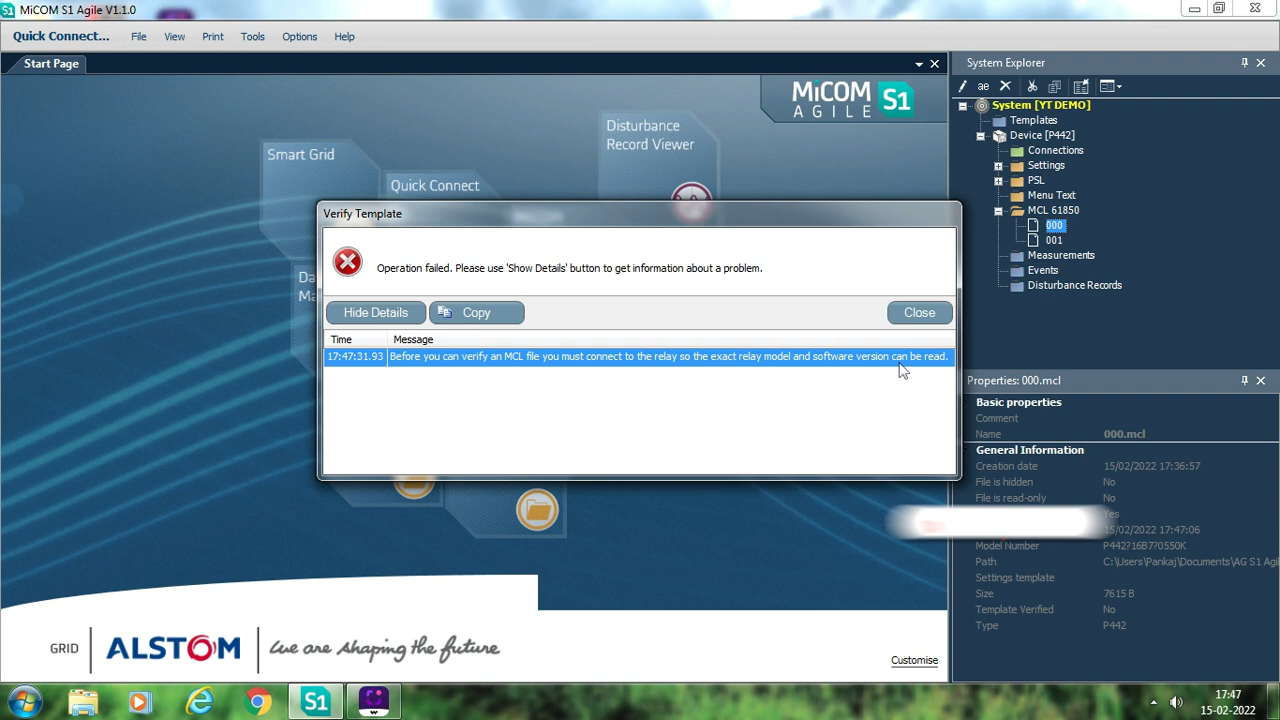 MiCOM S1 Agile V1.1.0
Quick Connect... File View Print Tools Options Help
Start Page
MiCOM S1
AGILE
Smart Grid
Quick Connect
Disturbance
Record Viewer
Da
Ma
Verify Template
Operation failed. Please use 'Show Details' button to get information about a problem.
Hide Details Copy Close
Time Message
17:47:31.93 Before you can verify an MCL file you must connect to the relay so the exact relay model and software version can be read.
GRID ALSTOM we are shaping the future
Customise
System Explorer
ae
System [YT DEMO]
Templates
Device [P442]
Connections
Settings
PSL
Menu Text
MCL 61850
000
001
Measurements
Events
Disturbance Records
Properties: 000.mcl
Basic properties
Comment
Name 000.mcl
General Information
Creation date 15/02/2022 17:36:57
File is hidden No
File is read-only No
Yes
15/02/2022 17:47:06
Model Number P442?16B7?0550K
Path C:\Users\Pankaj\Documents\AG S1 Agil
Settings template
Size 7615 B
Template Verified No
Type P442
S1
17:47
15-02-2022